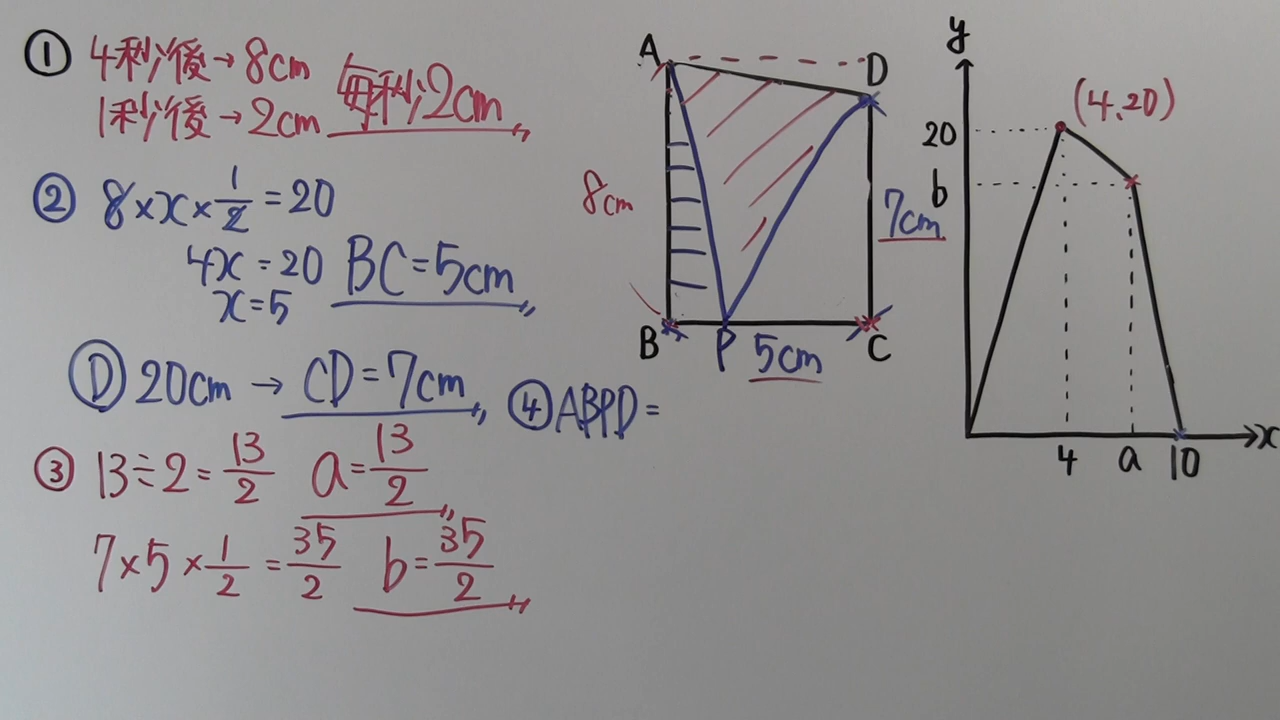 ① 4秒後→8cm
1秒後→2cm 毎秒2cm
② 8×x×1/2=20
4x=20 BC=5cm
x=5
Ⓓ 20cm→CD=7cm
③ 13÷2=13/2 a=13/2
7×5×1/2=35/2 b=35/2
④ABPD=
A
D
8cm
7cm
B
P
5cm
C
y
(4,20)
20
b
4
a
10
x